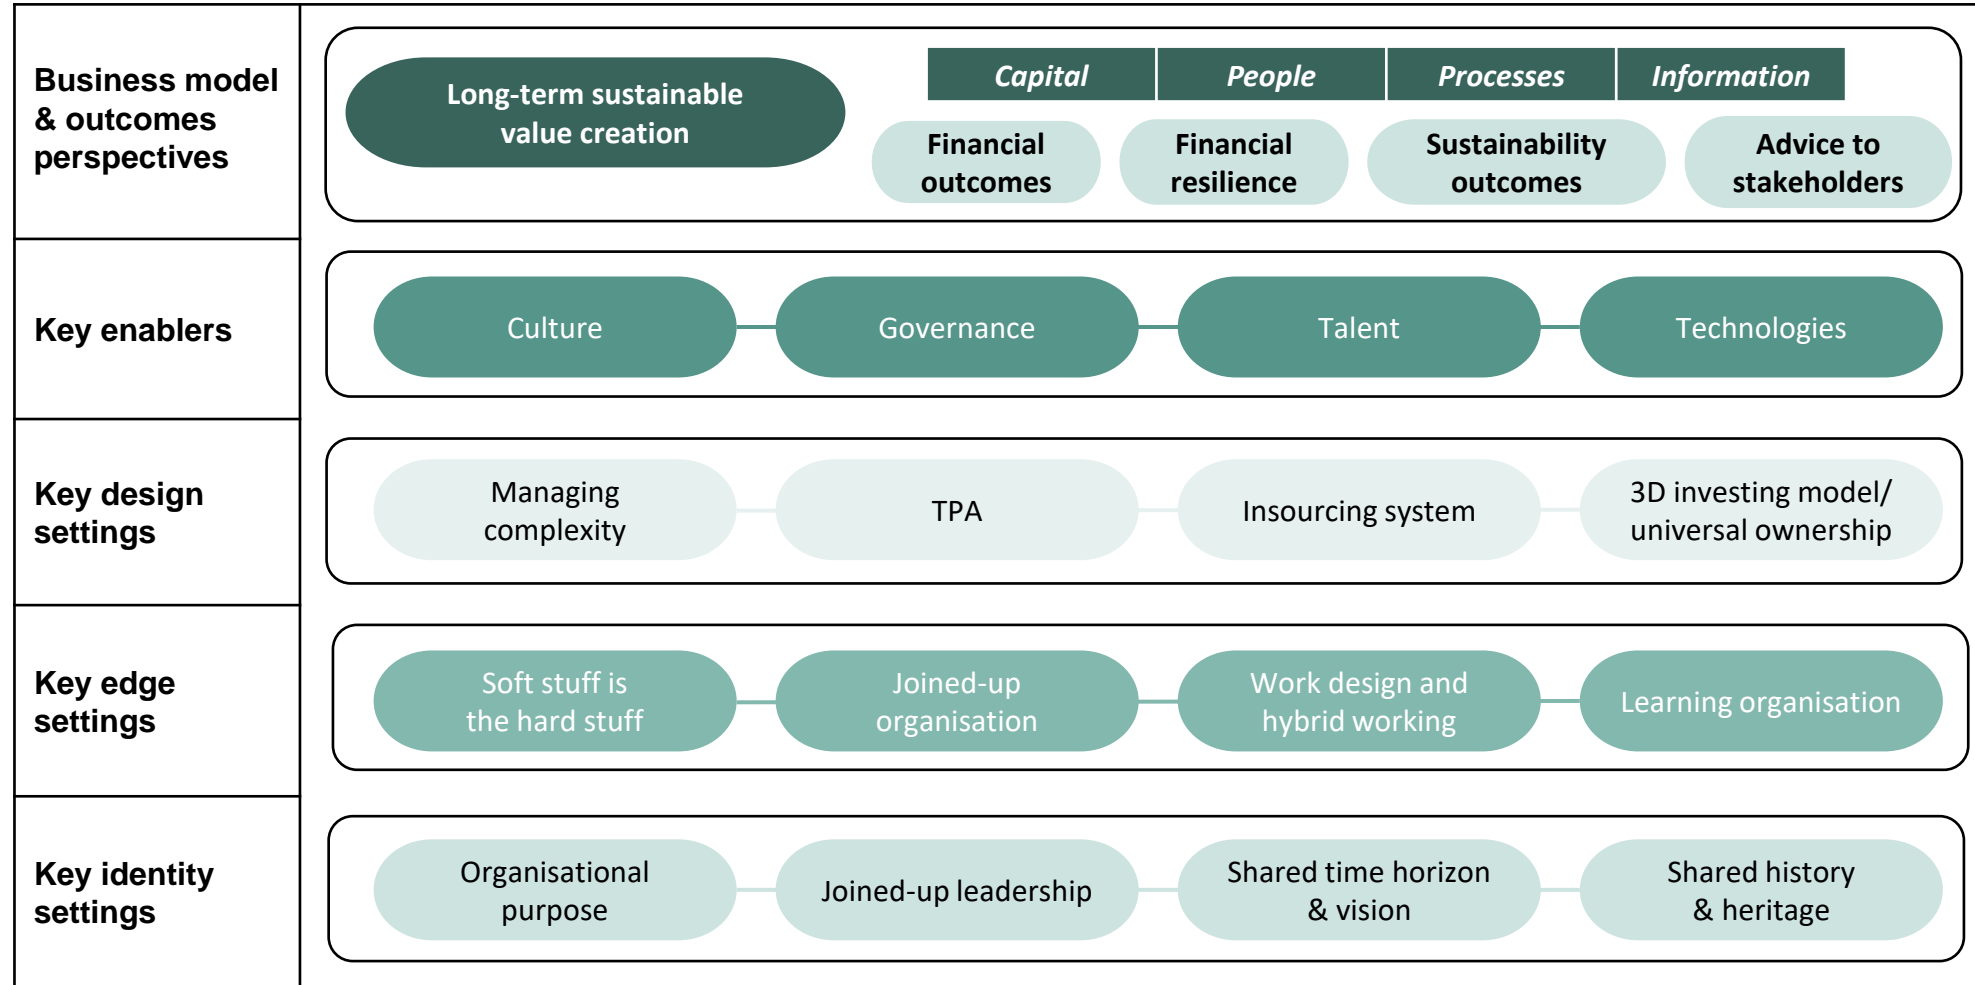 Business model
& outcomes
perspectives
Long-term sustainable
value creation
Capital
People
Processes
Information
Financial
outcomes
Financial
resilience
Sustainability
outcomes
Advice to
stakeholders
Key enablers
Culture
Governance
Talent
Technologies
Key design
settings
Managing
complexity
TPA
Insourcing system
3D investing model/
universal ownership
Key edge
settings
Soft stuff is
the hard stuff
Joined-up
organisation
Work design and
hybrid working
Learning organisation
Key identity
settings
Organisational
purpose
Joined-up leadership
Shared time horizon
& vision
Shared history
& heritage